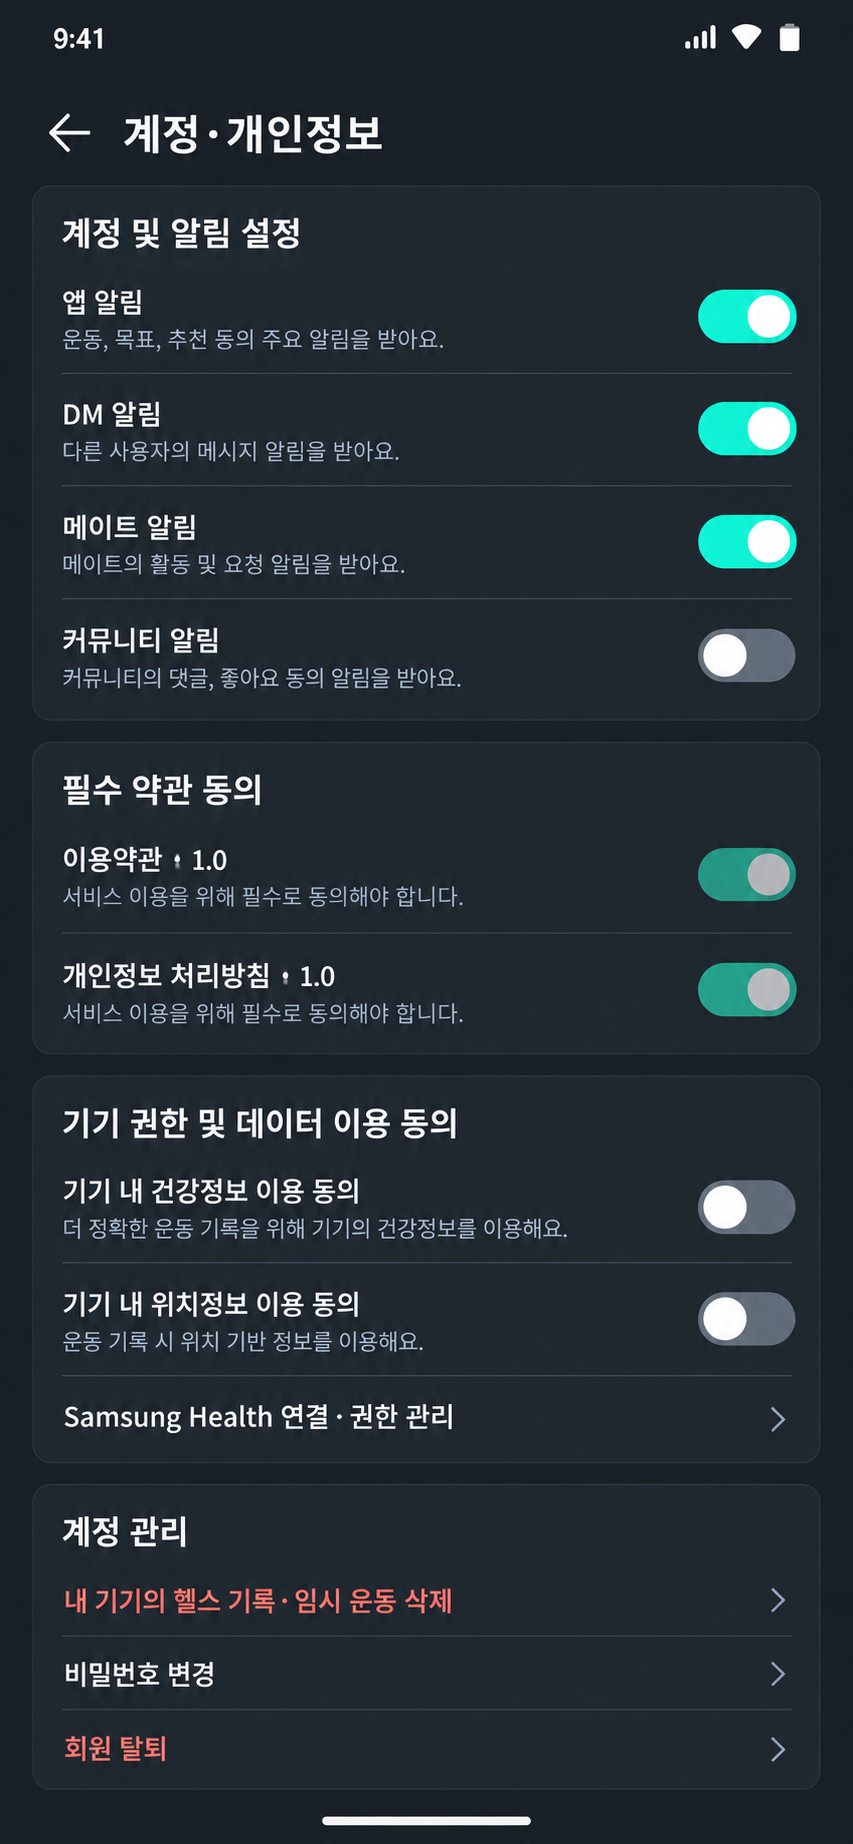 9:41
계정·개인정보
계정 및 알림 설정
앱 알림
운동, 목표, 추천 동의 주요 알림을 받아요.
DM 알림
다른 사용자의 메시지 알림을 받아요.
메이트 알림
메이트의 활동 및 요청 알림을 받아요.
커뮤니티 알림
커뮤니티의 댓글, 좋아요 동의 알림을 받아요.
필수 약관 동의
이용약관 · 1.0
서비스 이용을 위해 필수로 동의해야 합니다.
개인정보 처리방침 · 1.0
서비스 이용을 위해 필수로 동의해야 합니다.
기기 권한 및 데이터 이용 동의
기기 내 건강정보 이용 동의
더 정확한 운동 기록을 위해 기기의 건강정보를 이용해요.
기기 내 위치정보 이용 동의
운동 기록 시 위치 기반 정보를 이용해요.
Samsung Health 연결·권한 관리
계정 관리
내 기기의 헬스 기록·임시 운동 삭제
비밀번호 변경
회원 탈퇴